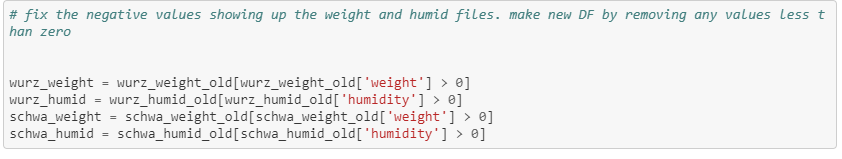 # fix the negative values showing up the weight and humid files. make new DF by removing any values less t
han zero
wurz_weight = wurz_weight_old[wurz_weight_old['weight'] > 0]
wurz_humid = wurz_humid_old[wurz_humid_old['humidity'] > 0]
schwa_weight = schwa_weight_old[schwa_weight_old['weight'] > 0]
schwa_humid = schwa_humid_old[schwa_humid_old['humidity'] > 0]